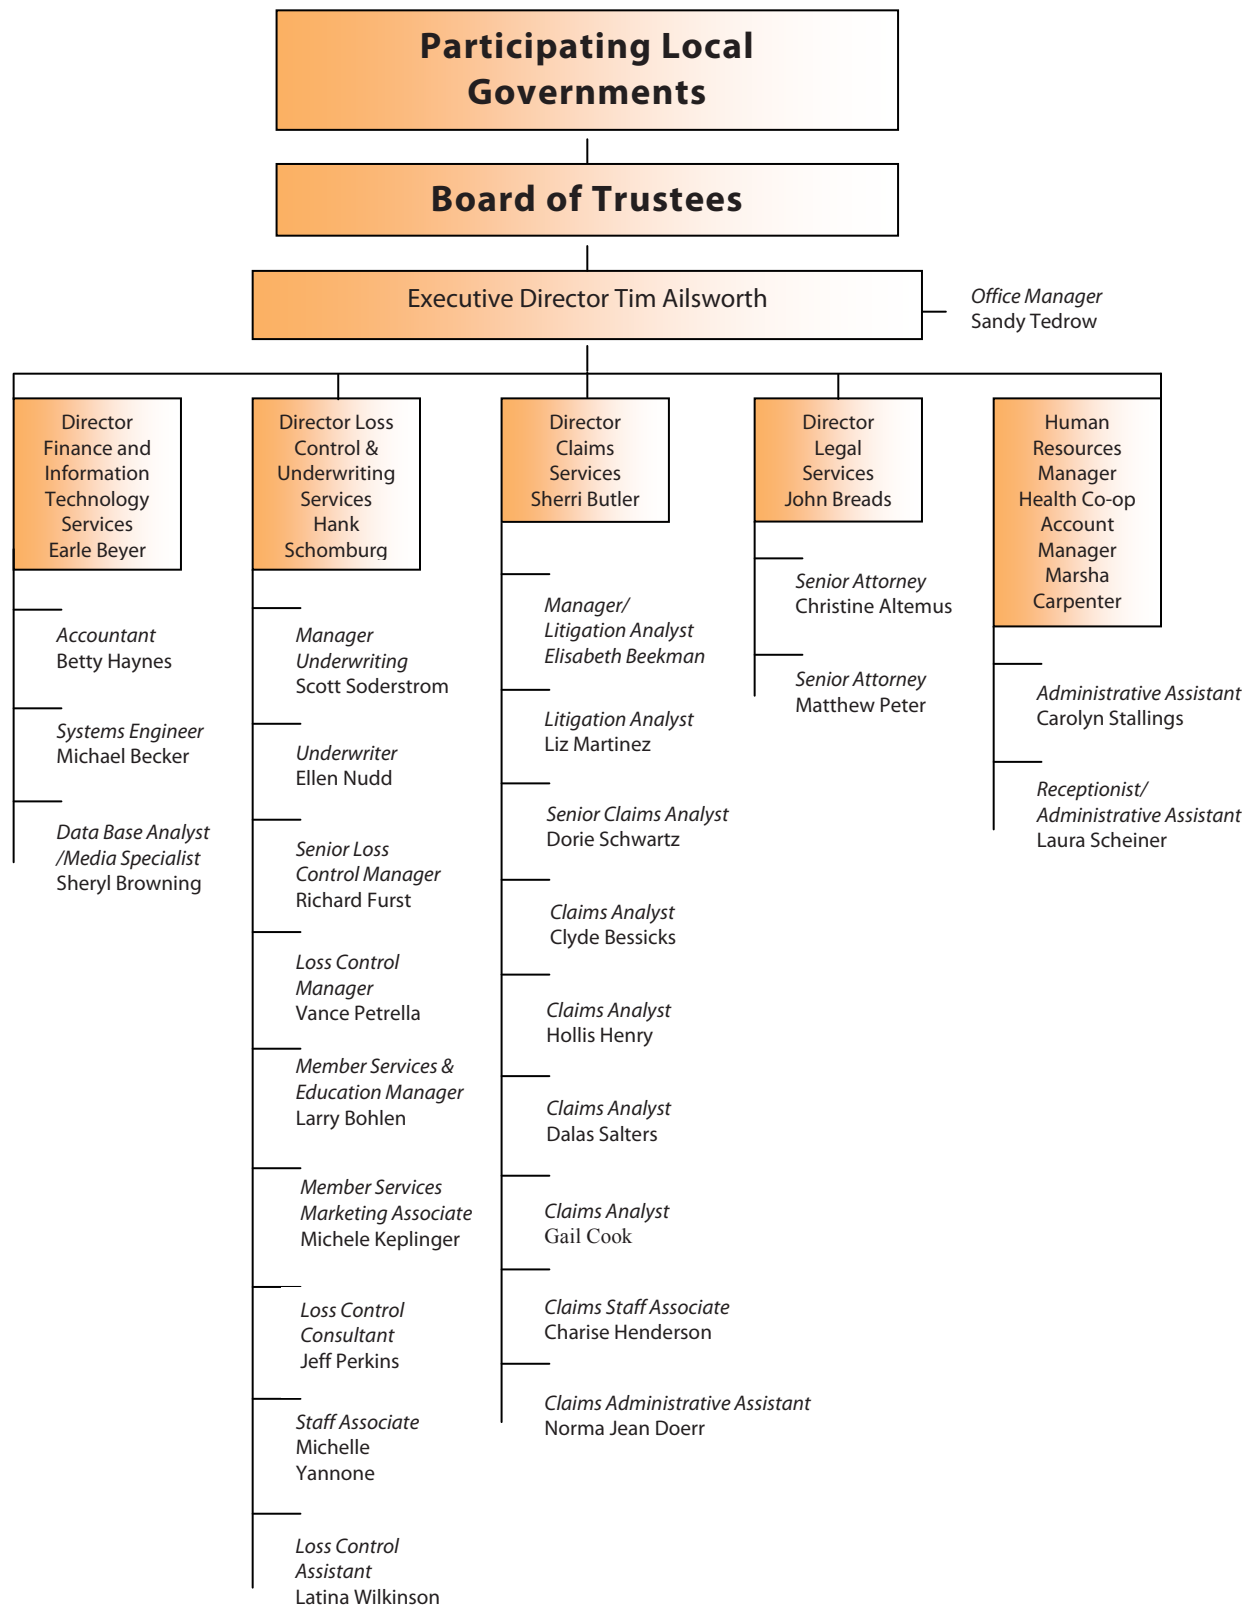 Participating Local
Governments
Board of Trustees
Executive Director Tim Ailsworth
Office Manager
Sandy Tedrow
Director
Finance and
Information
Technology
Services
Earle Beyer
Accountant
Betty Haynes
Systems Engineer
Michael Becker
Data Base Analyst
/Media Specialist
Sheryl Browning
Director Loss
Control &
Underwriting
Services
Hank
Schomburg
Manager
Underwriting
Scott Soderstrom
Underwriter
Ellen Nudd
Senior Loss
Control Manager
Richard Furst
Loss Control
Manager
Vance Petrella
Member Services &
Education Manager
Larry Bohlen
Member Services
Marketing Associate
Michele Keplinger
Loss Control
Consultant
Jeff Perkins
Staff Associate
Michelle
Yannone
Loss Control
Assistant
Latina Wilkinson
Director
Claims
Services
Sherri Butler
Manager/
Litigation Analyst
Elisabeth Beekman
Litigation Analyst
Liz Martinez
Senior Claims Analyst
Dorie Schwartz
Claims Analyst
Clyde Bessicks
Claims Analyst
Hollis Henry
Claims Analyst
Dalas Salters
Claims Analyst
Gail Cook
Claims Staff Associate
Charise Henderson
Claims Administrative Assistant
Norma Jean Doerr
Director
Legal
Services
John Breads
Senior Attorney
Christine Altemus
Senior Attorney
Matthew Peter
Human
Resources
Manager
Health Co-op
Account
Manager
Marsha
Carpenter
Administrative Assistant
Carolyn Stallings
Receptionist/
Administrative Assistant
Laura Scheiner